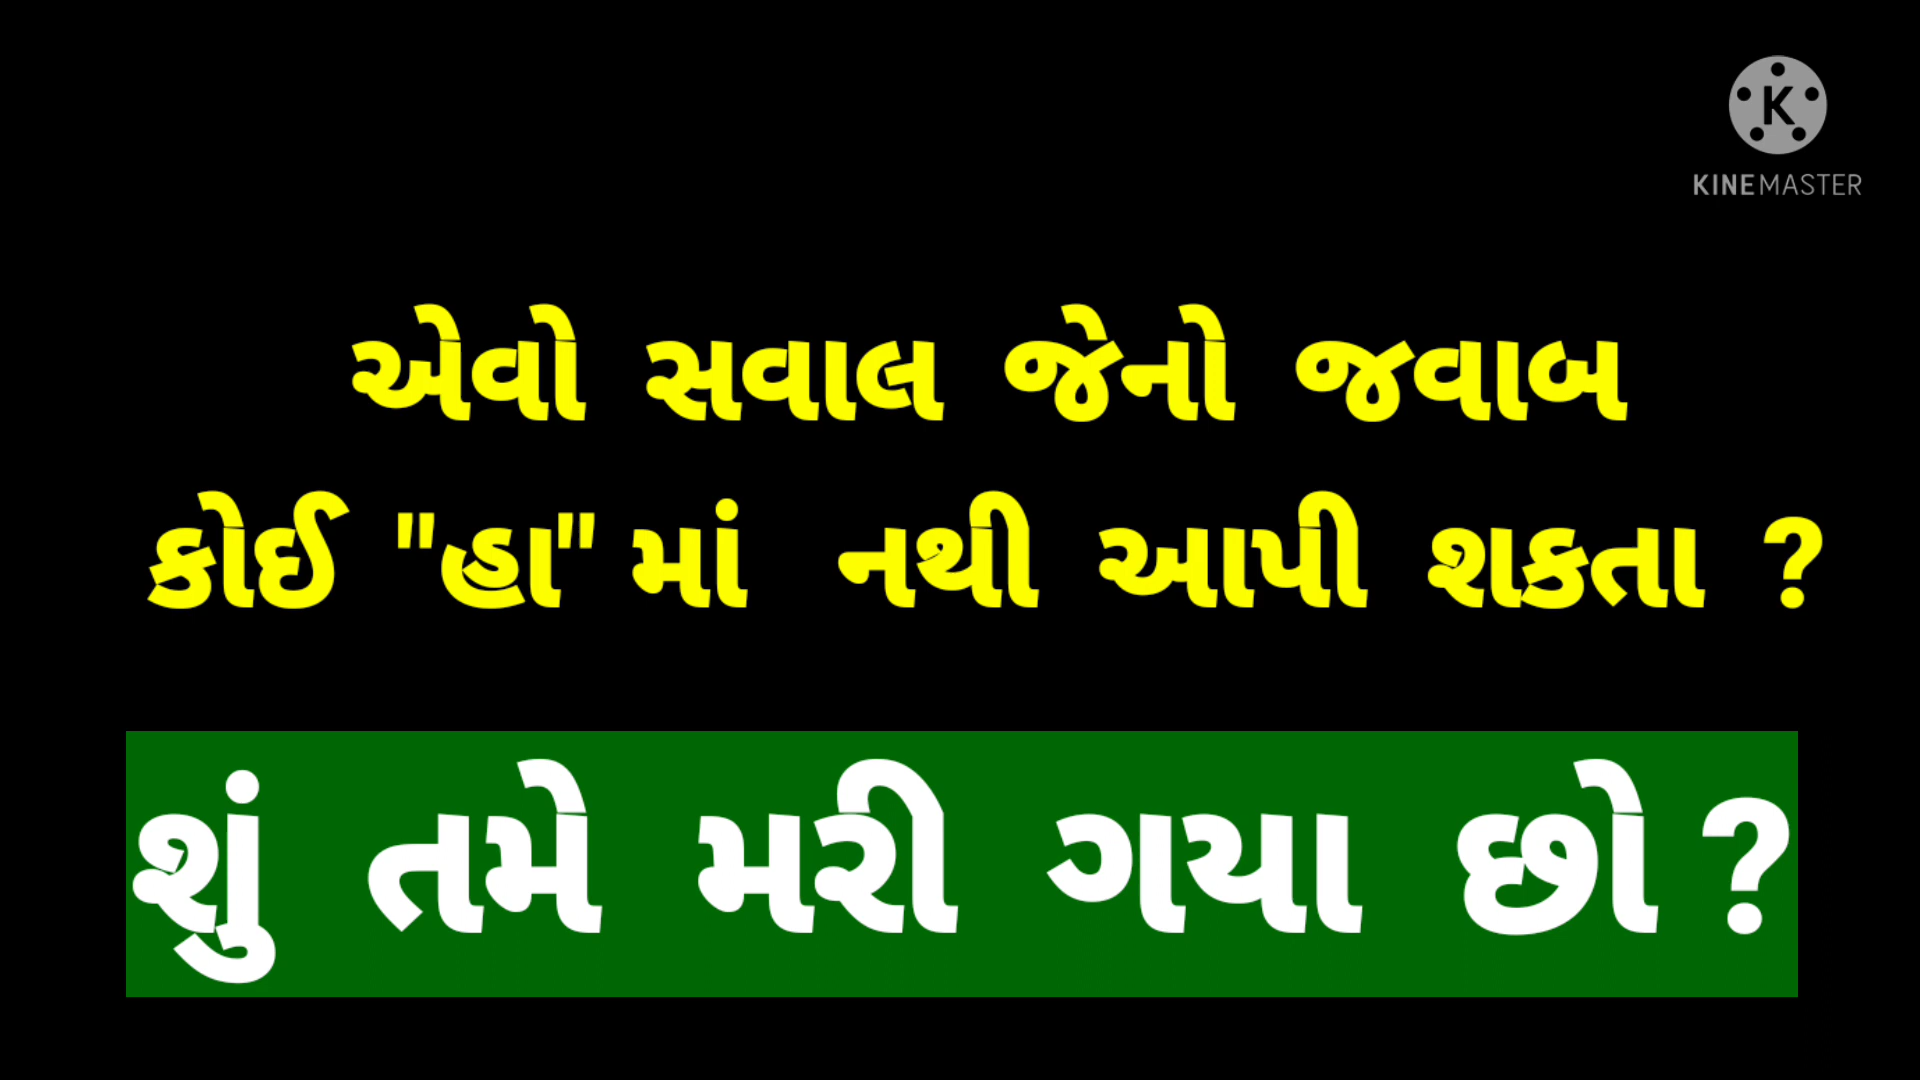 KINEMASTER
એવો સવાલ જેનો જવાબ
કોઈ "હા" માં નથી આપી શકતા ?
શું તમે મરી ગયા છો ?